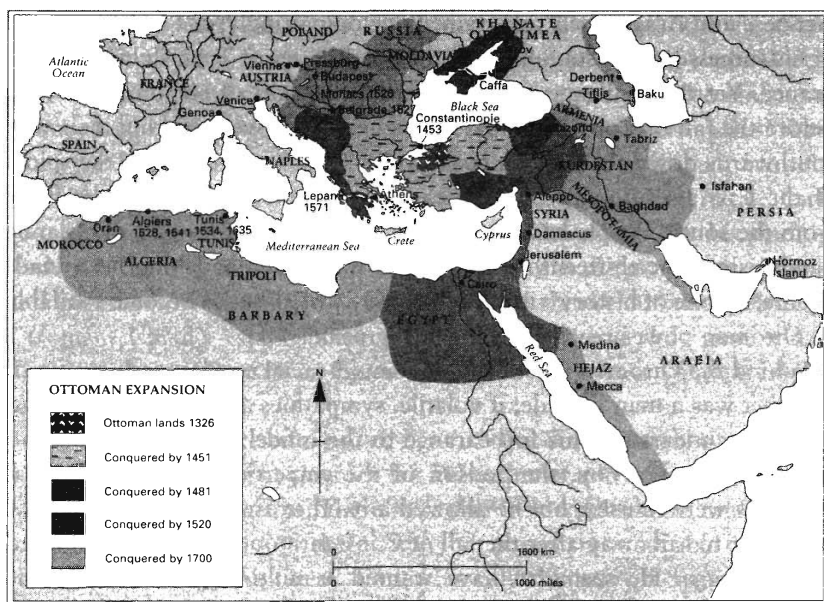 KHANATE
OF CRIMEA
POLAND
RUSSIA
MOLDAVIA
Atlantic
Ocean
Vienna
Pressburg
AUSTRIA
Budapest
FRANCE
Mohács 1526
Belgrade 1527
Venice
Genoa
Caffa
Black Sea
Derbent
Tiflis
Baku
ARMENIA
Constantinople
1453
Tabriz
SPAIN
NAPLES
KURDESTAN
Lepanto
1571
Athens
Aleppo
SYRIA
MESOPOTAMIA
Isfahan
Baghdad
PERSIA
Oran
Algiers
1528, 1641
Tunis
1534, 1635
TUNIS
MOROCCO
ALGERIA
Mediterranean Sea
Crete
Cyprus
Damascus
Jerusalem
TRIPOLI
BARBARY
Cairo
EGYPT
Hormoz
Island
Medina
HEJAZ
Mecca
ARABIA
Red Sea
OTTOMAN EXPANSION
Ottoman lands 1326
Conquered by 1451
Conquered by 1481
Conquered by 1520
Conquered by 1700
N
0
1600 km
0
1000 miles